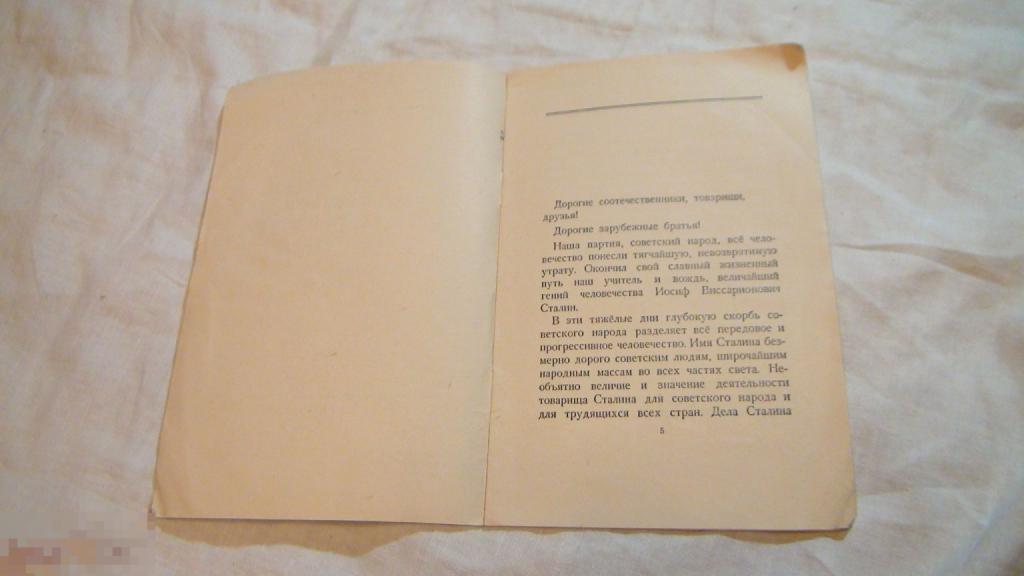 Дорогие соотечественники, товарищи,
друзья!
Дорогие зарубежные братья!
Наша партия, советский народ, всё чело-
вечество понесли тягчайшую, невозвратимую
утрату. Окончил свой славный жизненный
путь наш учитель и вождь, величайший
гений человечества Иосиф Виссарионович
Сталин.
В эти тяжёлые дни глубокую скорбь со-
ветского народа разделяет всё передовое и
прогрессивное человечество. Имя Сталина без-
мерно дорого советским людям, широчайшим
народным массам во всех частях света. Не-
объятно величие и значение деятельности
товарища Сталина для советского народа и
для трудящихся всех стран. Дела Сталина
5